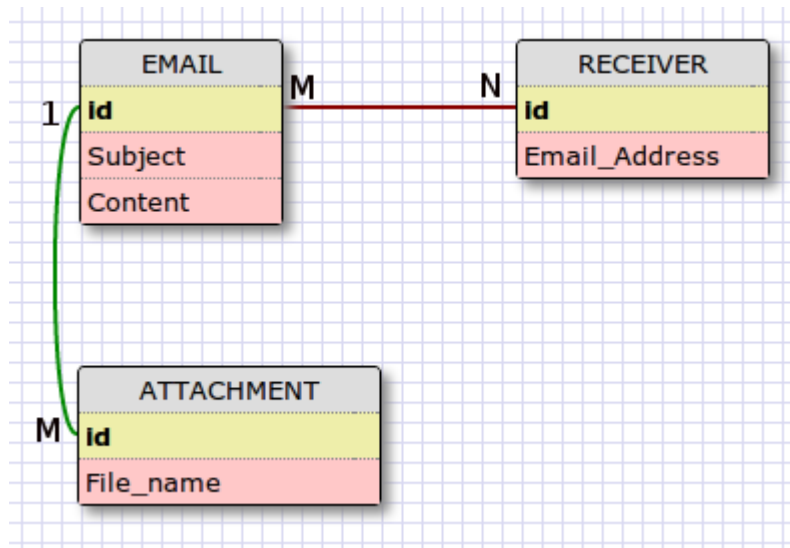 EMAIL
RECEIVER
M
N
1
id
id
Subject
Email_Address
Content
ATTACHMENT
M
id
File_name